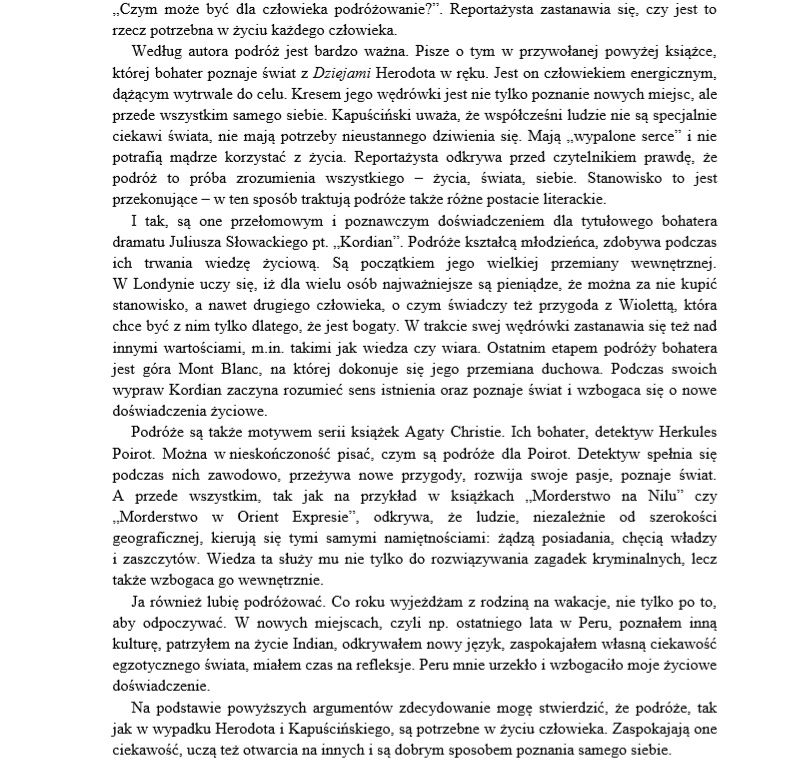 „Czym może być dla człowieka podróżowanie?”. Reportażysta zastanawia się, czy jest to
rzecz potrzebna w życiu każdego człowieka.
Według autora podróż jest bardzo ważna. Pisze o tym w przywołanej powyżej książce,
której bohater poznaje świat z Dziejami Herodota w ręku. Jest on człowiekiem energicznym,
dążącym wytrwale do celu. Kresem jego wędrówki jest nie tylko poznanie nowych miejsc, ale
przede wszystkim samego siebie. Kapuściński uważa, że współcześni ludzie nie są specjalnie
ciekawi świata, nie mają potrzeby nieustannego dziwienia się. Mają „wypalone serce” i nie
potrafią mądrze korzystać z życia. Reportażysta odkrywa przed czytelnikiem prawdę, że
podróż to próba zrozumienia wszystkiego – życia, świata, siebie. Stanowisko to jest
przekonujące – w ten sposób traktują podróże także różne postacie literackie.
I tak, są one przełomowym i poznawczym doświadczeniem dla tytułowego bohatera
dramatu Juliusza Słowackiego pt. „Kordian”. Podróże kształcą młodzieńca, zdobywa podczas
ich trwania wiedzę życiową. Są początkiem jego wielkiej przemiany wewnętrznej.
W Londynie uczy się, iż dla wielu osób najważniejsze są pieniądze, że można za nie kupić
stanowisko, a nawet drugiego człowieka, o czym świadczy też przygoda z Wiolettą, która
chce być z nim tylko dlatego, że jest bogaty. W trakcie swej wędrówki zastanawia się też nad
innymi wartościami, m.in. takimi jak wiedza czy wiara. Ostatnim etapem podróży bohatera
jest góra Mont Blanc, na której dokonuje się jego przemiana duchowa. Podczas swoich
wypraw Kordian zaczyna rozumieć sens istnienia oraz poznaje świat i wzbogaca się o nowe
doświadczenia życiowe.
Podróże są także motywem serii książek Agaty Christie. Ich bohater, detektyw Herkules
Poirot. Można w nieskończoność pisać, czym są podróże dla Poirot. Detektyw spełnia się
podczas nich zawodowo, przeżywa nowe przygody, rozwija swoje pasje, poznaje świat.
A przede wszystkim, tak jak na przykład w książkach „Morderstwo na Nilu” czy
„Morderstwo w Orient Expresie”, odkrywa, że ludzie, niezależnie od szerokości
geograficznej, kierują się tymi samymi namiętnościami: żądzą posiadania, chęcią władzy
i zaszczytów. Wiedza ta służy mu nie tylko do rozwiązywania zagadek kryminalnych, lecz
także wzbogaca go wewnętrznie.
Ja również lubię podróżować. Co roku wyjeżdżam z rodziną na wakacje, nie tylko po to,
aby odpoczywać. W nowych miejscach, czyli np. ostatniego lata w Peru, poznałem inną
kulturę, patrzyłem na życie Indian, odkrywałem nowy język, zaspokajałem własną ciekawość
egzotycznego świata, miałem czas na refleksje. Peru mnie urzekło i wzbogaciło moje życiowe
doświadczenie.
Na podstawie powyższych argumentów zdecydowanie mogę stwierdzić, że podróże, tak
jak w wypadku Herodota i Kapuścińskiego, są potrzebne w życiu człowieka. Zaspokajają one
ciekawość, uczą też otwarcia na innych i są dobrym sposobem poznania samego siebie.